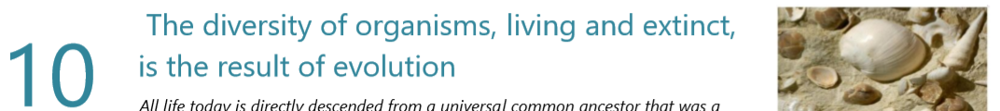 10
The diversity of organisms, living and extinct,
is the result of evolution
All life today is directly descended from a universal common ancestor that was a